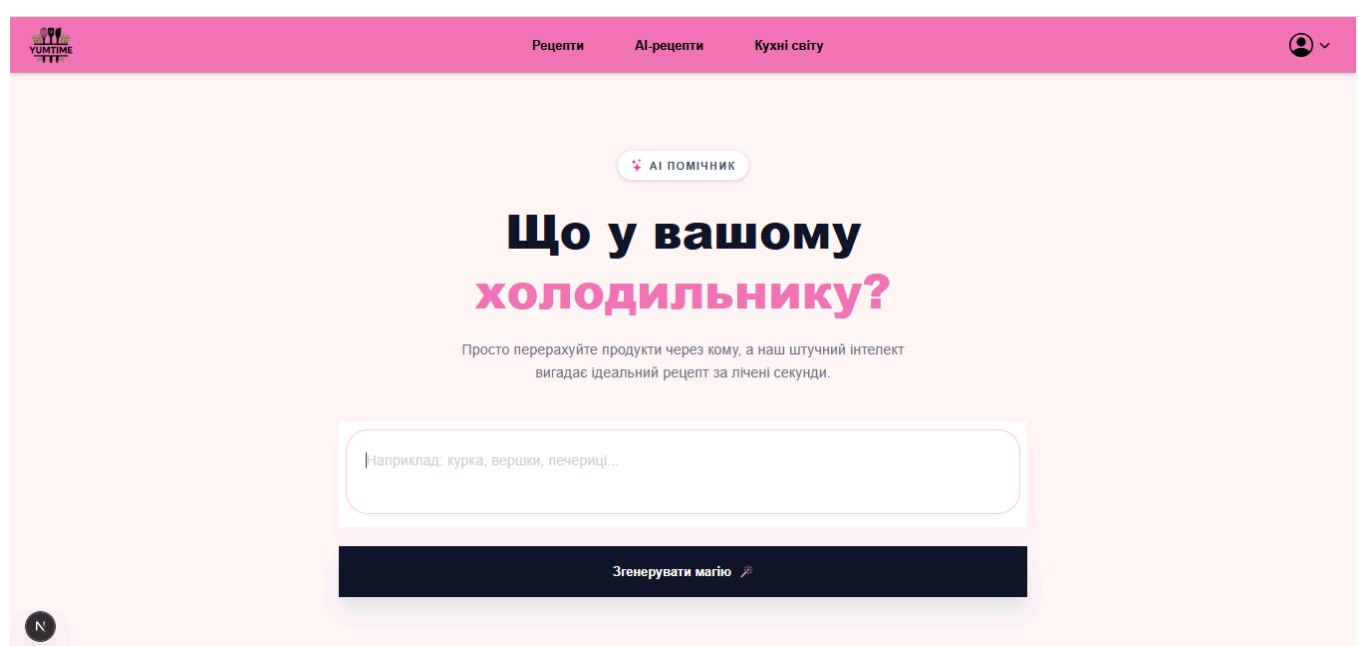 YUMTIME
Рецепти
AI-рецепти
Кухні світу
AI ПОМІЧНИК
Що у вашому
холодильнику?
Просто перерахуйте продукти через кому, а наш штучний інтелект
вигадає ідеальний рецепт за лічені секунди.
Наприклад: курка, вершки, печериці...
Згенерувати магію
N